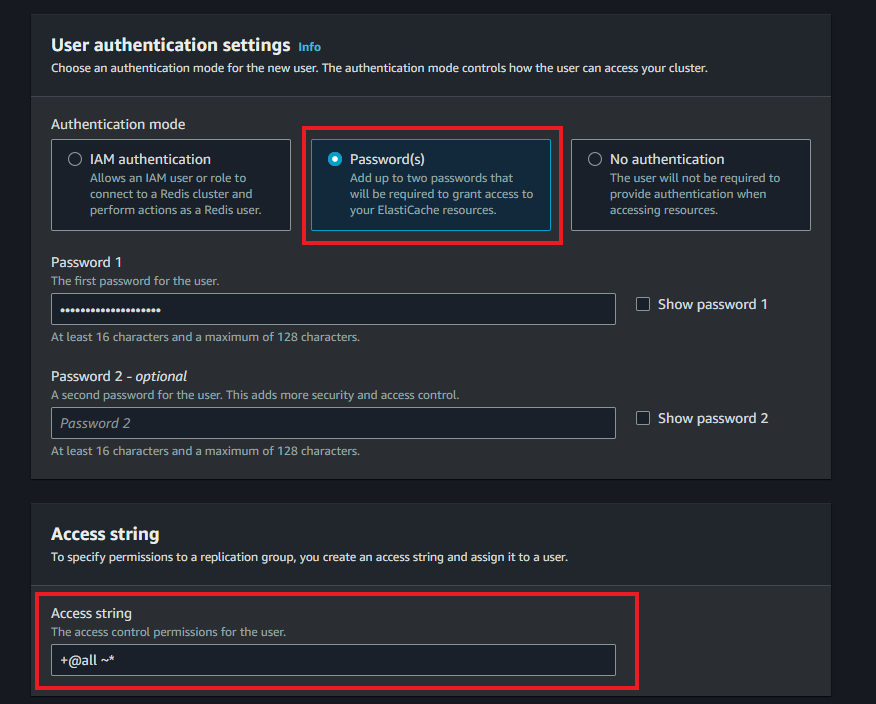 User authentication settings Info
Choose an authentication mode for the new user. The authentication mode controls how the user can access your cluster.
Authentication mode
IAM authentication
Allows an IAM user or role to
connect to a Redis cluster and
perform actions as a Redis user.
Password(s)
Add up to two passwords that
will be required to grant access to
your ElastiCache resources.
No authentication
The user will not be required to
provide authentication when
accessing resources.
Password 1
The first password for the user.
••••••••••••••••••••
Show password 1
At least 16 characters and a maximum of 128 characters.
Password 2 - optional
A second password for the user. This adds more security and access control.
Password 2
Show password 2
At least 16 characters and a maximum of 128 characters.
Access string
To specify permissions to a replication group, you create an access string and assign it to a user.
Access string
The access control permissions for the user.
+@all ~*